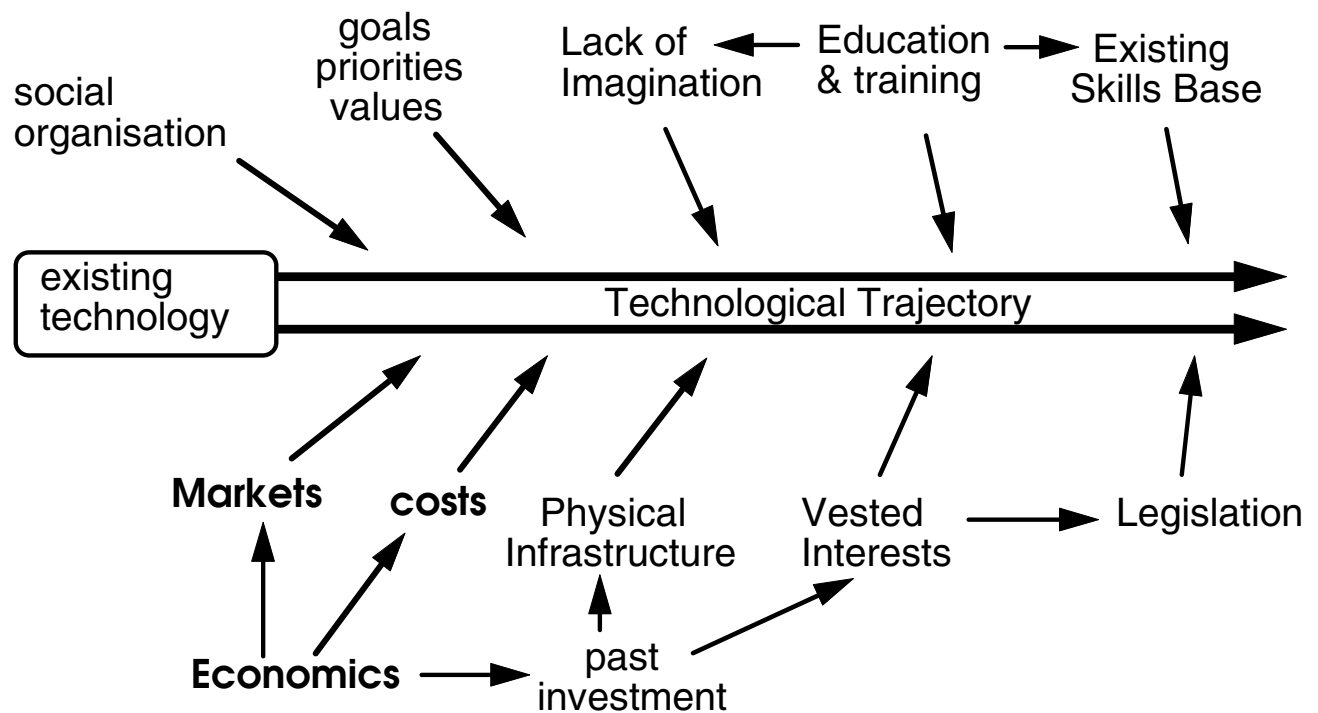 social
organisation
goals
priorities
values
Lack of
Imagination
Education
& training
Existing
Skills Base
existing
technology
Technological Trajectory
Markets
costs
Physical
Infrastructure
Vested
Interests
Legislation
Economics
past
investment